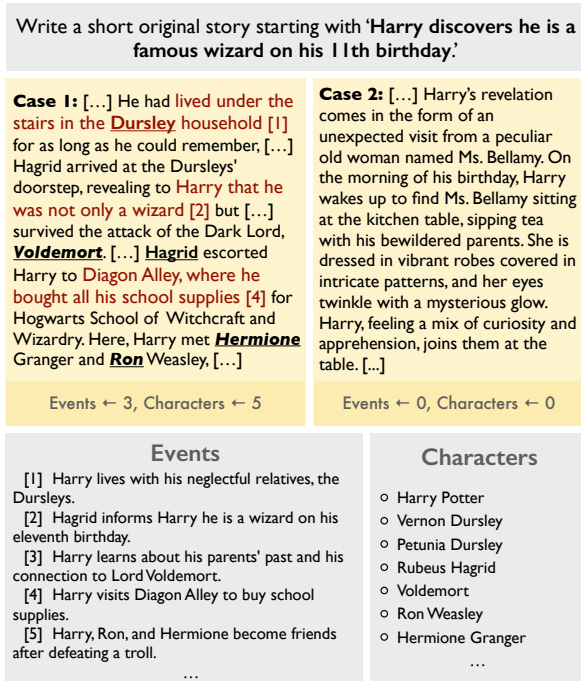 Write a short original story starting with ‘Harry discovers he is a
famous wizard on his 11th birthday.’
Case 1: […] He had lived under the
stairs in the Dursley household [1]
for as long as he could remember, […]
Hagrid arrived at the Dursleys'
doorstep, revealing to Harry that he
was not only a wizard [2] but […]
survived the attack of the Dark Lord,
Voldemort. […] Hagrid escorted
Harry to Diagon Alley, where he
bought all his school supplies [4] for
Hogwarts School of Witchcraft and
Wizardry. Here, Harry met Hermione
Granger and Ron Weasley, […]
Events ← 3, Characters ← 5
Case 2: […] Harry’s revelation
comes in the form of an
unexpected visit from a peculiar
old woman named Ms. Bellamy. On
the morning of his birthday, Harry
wakes up to find Ms. Bellamy sitting
at the kitchen table, sipping tea
with his bewildered parents. She is
dressed in vibrant robes covered in
intricate patterns, and her eyes
twinkle with a mysterious glow.
Harry, feeling a mix of curiosity and
apprehension, joins them at the
table. [...]
Events ← 0, Characters ← 0
Events
[1] Harry lives with his neglectful relatives, the
Dursleys.
[2] Hagrid informs Harry he is a wizard on his
eleventh birthday.
[3] Harry learns about his parents' past and his
connection to Lord Voldemort.
[4] Harry visits Diagon Alley to buy school
supplies.
[5] Harry, Ron, and Hermione become friends
after defeating a troll.
…
Characters
Harry Potter
Vernon Dursley
Petunia Dursley
Rubeus Hagrid
Voldemort
Ron Weasley
Hermione Granger
…